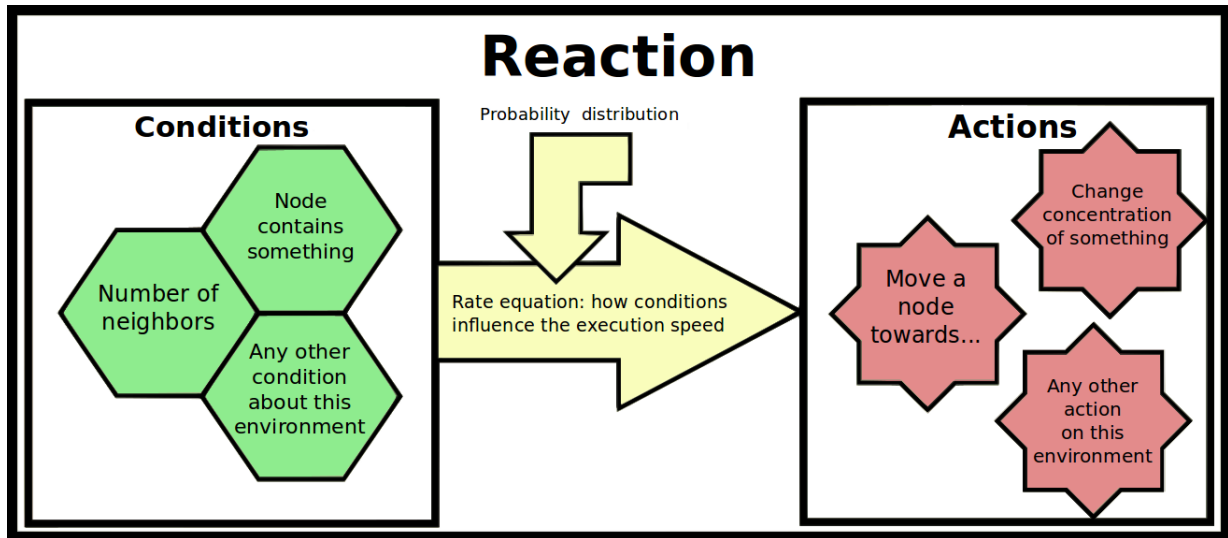 Reaction
Conditions
Node
contains
something
Number of
neighbors
Any other
condition
about this
environment
Probability distribution
Rate equation: how conditions
influence the execution speed
Actions
Change
concentration
of something
Move a
node
towards...
Any other
action
on this
environment